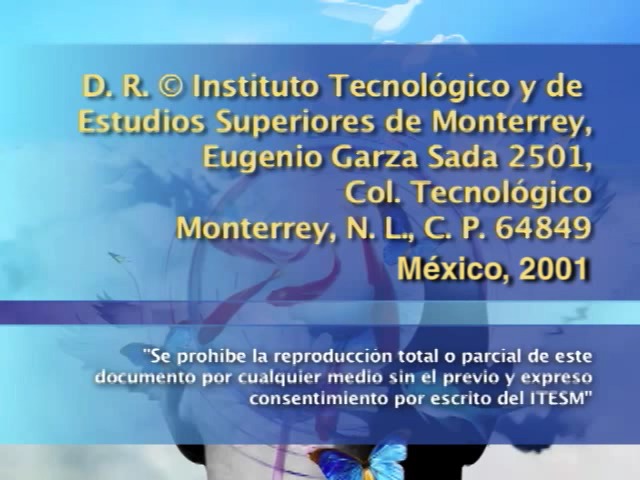 D. R. © Instituto Tecnológico y de
Estudios Superiores de Monterrey,
Eugenio Garza Sada 2501,
Col. Tecnológico
Monterrey, N. L., C. P. 64849
México, 2001
"Se prohibe la reproducción total o parcial de este
documento por cualquier medio sin el previo y expreso
consentimiento por escrito del ITESM"